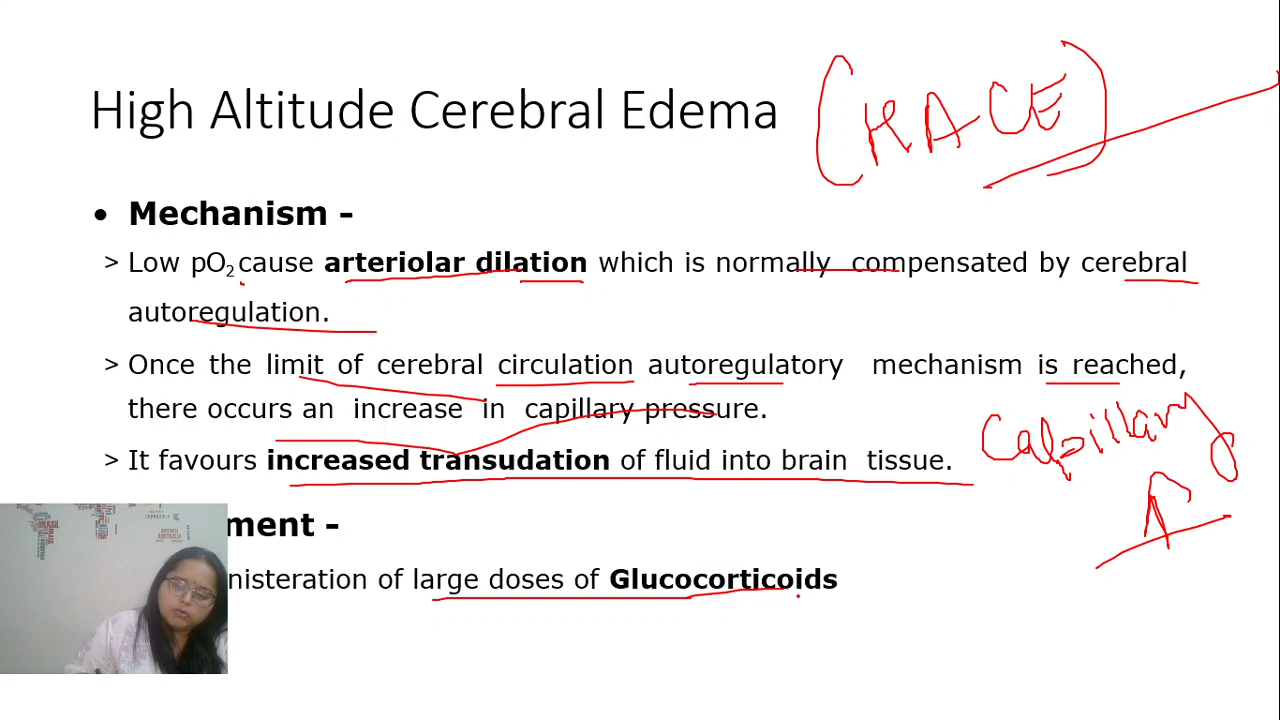 High Altitude Cerebral Edema (HACE)
• Mechanism -
> Low pO2 cause arteriolar dilation which is normally compensated by cerebral
autoregulation.
> Once the limit of cerebral circulation autoregulatory mechanism is reached,
there occurs an increase in capillary pressure.
Capillary
> It favours increased transudation of fluid into brain tissue.
ment -
nisteration of large doses of Glucocorticoids
BRASIL